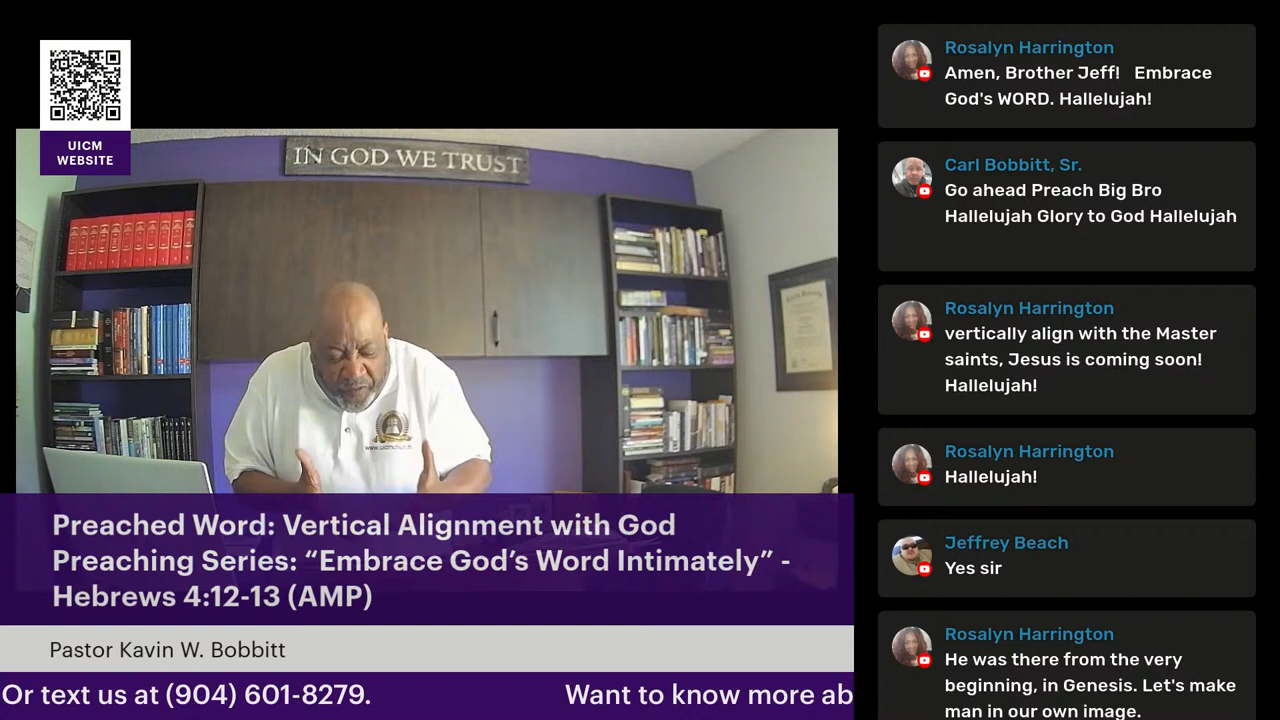 UICM
WEBSITE
IN GOD WE TRUST
www.uicmchurch.
Preached Word: Vertical Alignment with God
Preaching Series: “Embrace God’s Word Intimately” -
Hebrews 4:12-13 (AMP)
Pastor Kavin W. Bobbitt
Or text us at (904) 601-8279. Want to know more ab
Rosalyn Harrington
Amen, Brother Jeff! Embrace
God's WORD. Hallelujah!
Carl Bobbitt, Sr.
Go ahead Preach Big Bro
Hallelujah Glory to God Hallelujah
Rosalyn Harrington
vertically align with the Master
saints, Jesus is coming soon!
Hallelujah!
Rosalyn Harrington
Hallelujah!
Jeffrey Beach
Yes sir
Rosalyn Harrington
He was there from the very
beginning, in Genesis. Let's make
man in our own image.